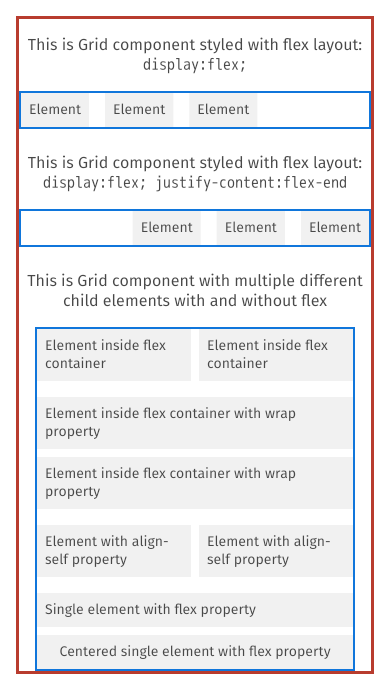 This is Grid component styled with flex layout:
display:flex;
Element Element Element
This is Grid component styled with flex layout:
display:flex; justify-content:flex-end
Element Element Element
This is Grid component with multiple different
child elements with and without flex
Element inside flex
container
Element inside flex
container
Element inside flex container with wrap
property
Element inside flex container with wrap
property
Element with align-
self property
Element with align-
self property
Single element with flex property
Centered single element with flex property